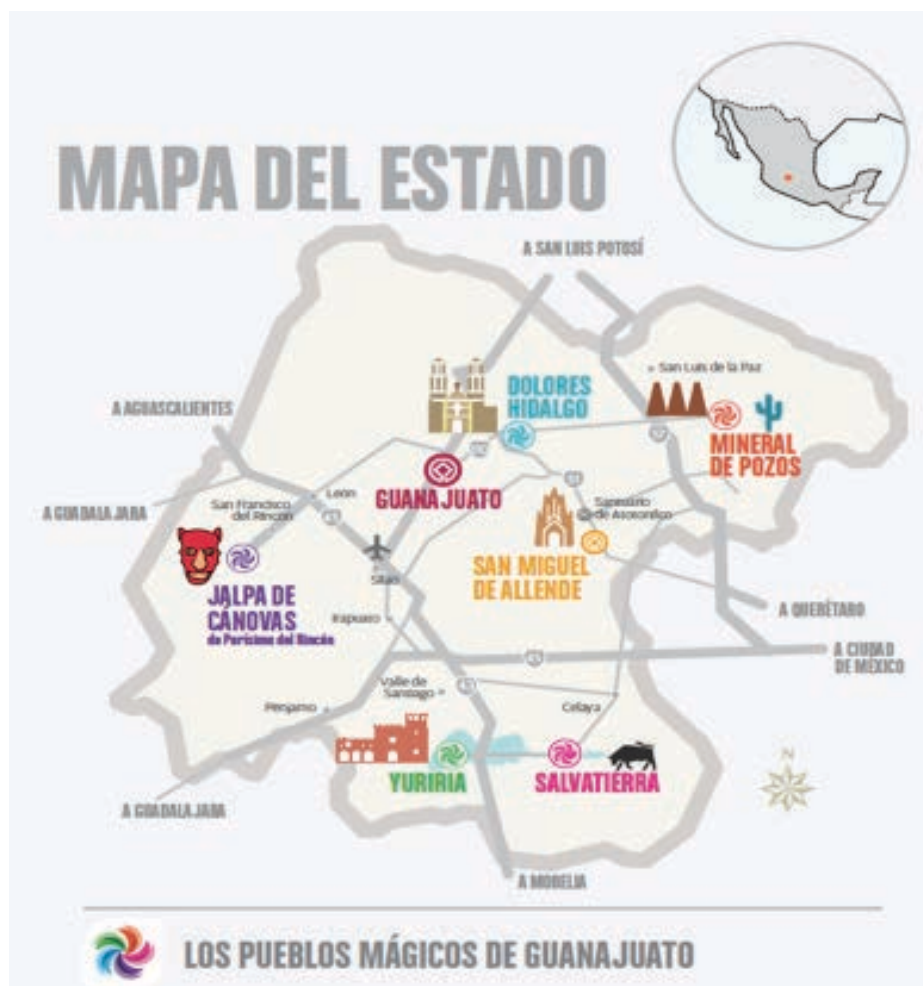 MAPA DEL ESTADO
A SAN LUIS POTOSÍ
San Luis de la Paz
DOLORES
HIDALGO
A AGUASCALIENTES
MINERAL
DE POZOS
GUANAJUATO
León
San Francisco
del Rincón
A GUADALAJARA
Santuario
de Atotonilco
SAN MIGUEL
DE ALLENDE
Silao
JALPA DE
CÁNOVAS
de Purísima del Rincón
Irapuato
A QUERÉTARO
A CIUDAD
DE MÉXICO
Valle de
Santiago
Penjamo
Celaya
YURIRIA
SALVATIERRA
N
A GUADALAJARA
A MORELIA
LOS PUEBLOS MÁGICOS DE GUANAJUATO